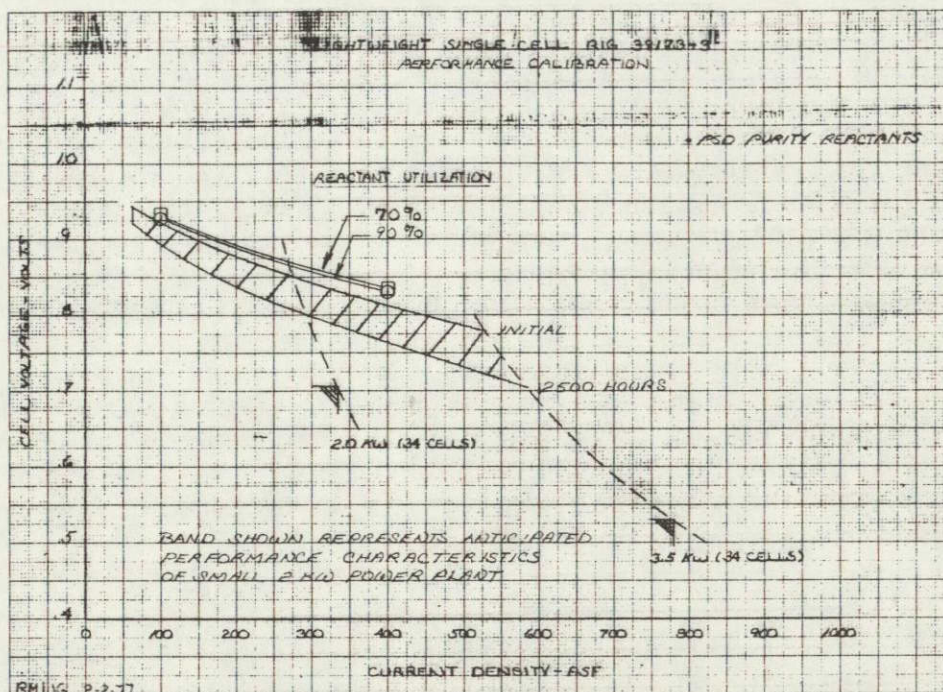 LIGHTWEIGHT SINGLE CELL RIG
PERFORMANCE CALIBRATION
• PSD PURITY REACTANTS
REACTANT UTILIZATION
70%
90%
1.1
1.0
.9
.8
.7
.6
.5
.4
CELL VOLTAGE - VOLTS
INITIAL
2500 HOURS
2.0 KW (34 CELLS)
3.5 KW (34 CELLS)
BAND SHOWN REPRESENTS ANTICIPATED
PERFORMANCE CHARACTERISTICS
OF SMALL 2 KW POWER PLANT
0 100 200 300 400 500 600 700 800 900 1000
CURRENT DENSITY - ASF